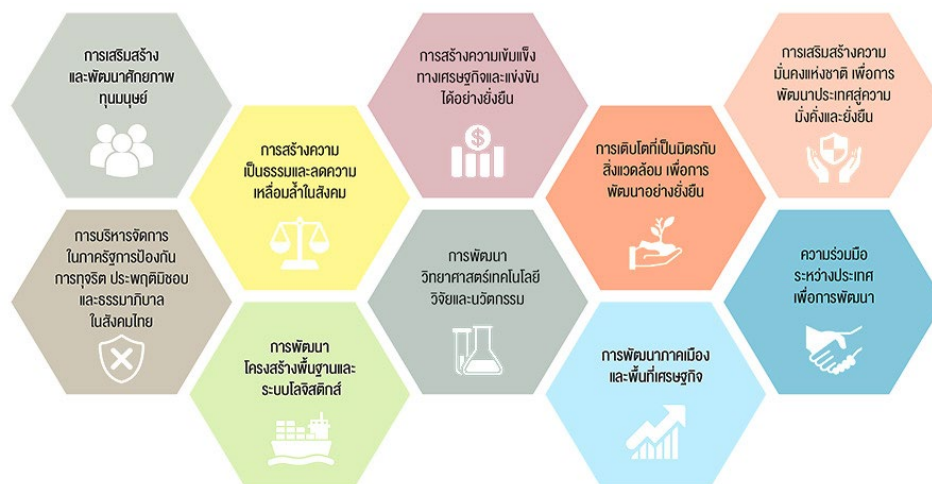 การเสริมสร้าง
และพัฒนาศักยภาพ
ทุนมนุษย์
การสร้างความ
เป็นธรรมและลดความ
เหลื่อมล้ำในสังคม
การสร้างความเข้มแข็ง
ทางเศรษฐกิจและแข่งขัน
ได้อย่างยั่งยืน
$
การเติบโตที่เป็นมิตรกับ
สิ่งแวดล้อม เพื่อการ
พัฒนาอย่างยั่งยืน
การเสริมสร้างความ
มั่นคงแห่งชาติ เพื่อการ
พัฒนาประเทศสู่ความ
มั่งคั่งและยั่งยืน
การบริหารจัดการ
ในภาครัฐการป้องกัน
การทุจริต ประพฤติมิชอบ
และธรรมาภิบาล
ในสังคมไทย
การพัฒนา
โครงสร้างพื้นฐานและ
ระบบโลจิสติกส์
การพัฒนา
วิทยาศาสตร์เทคโนโลยี
วิจัยและนวัตกรรม
การพัฒนาภาคเมือง
และพื้นที่เศรษฐกิจ
ความร่วมมือ
ระหว่างประเทศ
เพื่อการพัฒนา